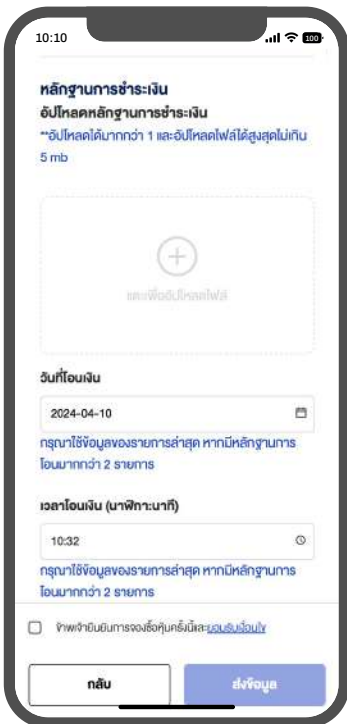 10:10
100
หลักฐานการชำระเงิน
อัปโหลดหลักฐานการชำระเงิน
**อัปโหลดได้มากกว่า 1 และอัปโหลดไฟล์ได้สูงสุดไม่เกิน
5 mb
แตะเพื่ออัปโหลดไฟล์
วันที่โอนเงิน
2024-04-10
กรุณาใช้ข้อมูลของรายการล่าสุด หากมีหลักฐานการ
โอนมากกว่า 2 รายการ
เวลาโอนเงิน (นาฬิกา:นาที)
10:32
กรุณาใช้ข้อมูลของรายการล่าสุด หากมีหลักฐานการ
โอนมากกว่า 2 รายการ
ข้าพเจ้ายืนยันการจองซื้อหุ้นครั้งนี้และยอมรับเงื่อนไข
กลับ
ส่งข้อมูล